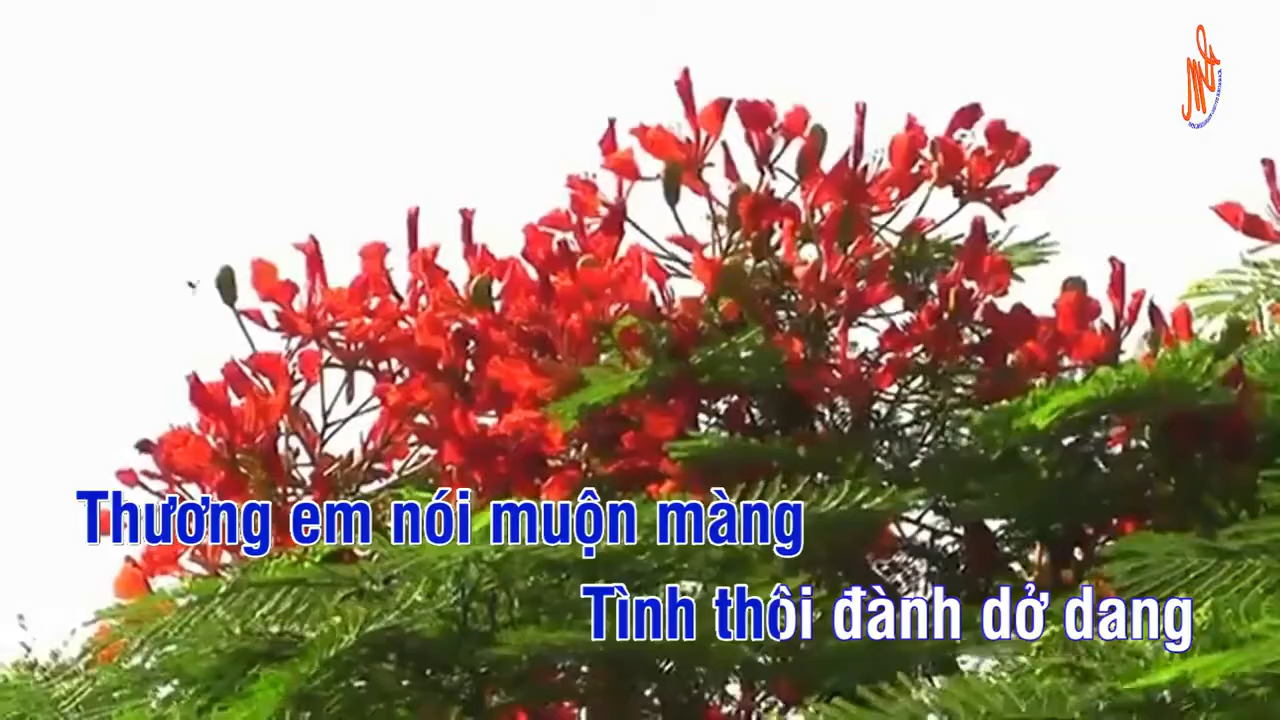 Thương em nói muộn màng
Tình thôi đành dở dang